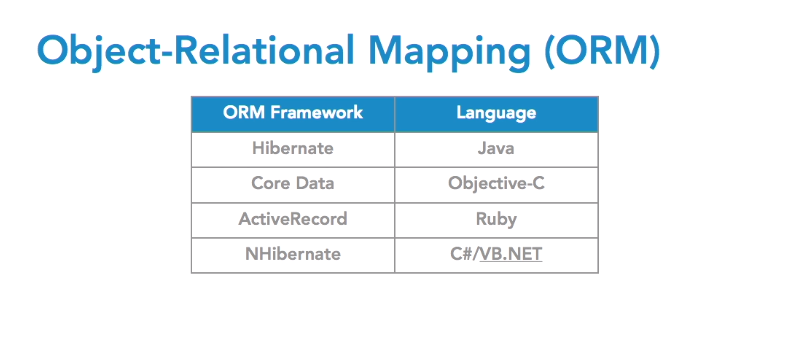 Object-Relational Mapping (ORM)
ORM Framework Language
Hibernate Java
Core Data Objective-C
ActiveRecord Ruby
NHibernate C#/VB.NET